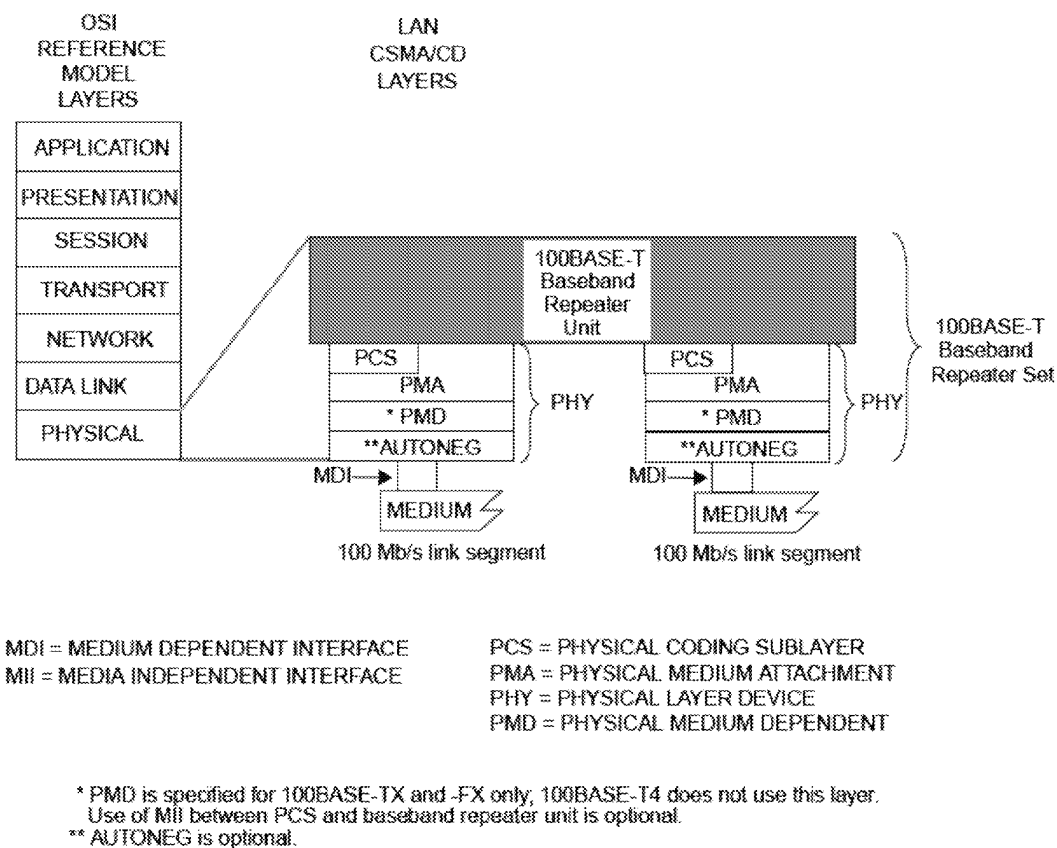 OSI
REFERENCE
MODEL
LAYERS
LAN
CSMA/CD
LAYERS
APPLICATION
PRESENTATION
SESSION
TRANSPORT
NETWORK
DATA LINK
PHYSICAL
100BASE-T
Baseband
Repeater
Unit
PCS
PMA
* PMD
**AUTONEG
PHY
MDI
MEDIUM
100 Mb/s link segment
PCS
PMA
* PMD
**AUTONEG
PHY
MDI
MEDIUM
100 Mb/s link segment
100BASE-T
Baseband
Repeater Set
MDI = MEDIUM DEPENDENT INTERFACE
MII = MEDIA INDEPENDENT INTERFACE
PCS = PHYSICAL CODING SUBLAYER
PMA = PHYSICAL MEDIUM ATTACHMENT
PHY = PHYSICAL LAYER DEVICE
PMD = PHYSICAL MEDIUM DEPENDENT
* PMD is specified for 100BASE-TX and -FX only; 100BASE-T4 does not use this layer.
Use of MII between PCS and baseband repeater unit is optional.
** AUTONEG is optional.